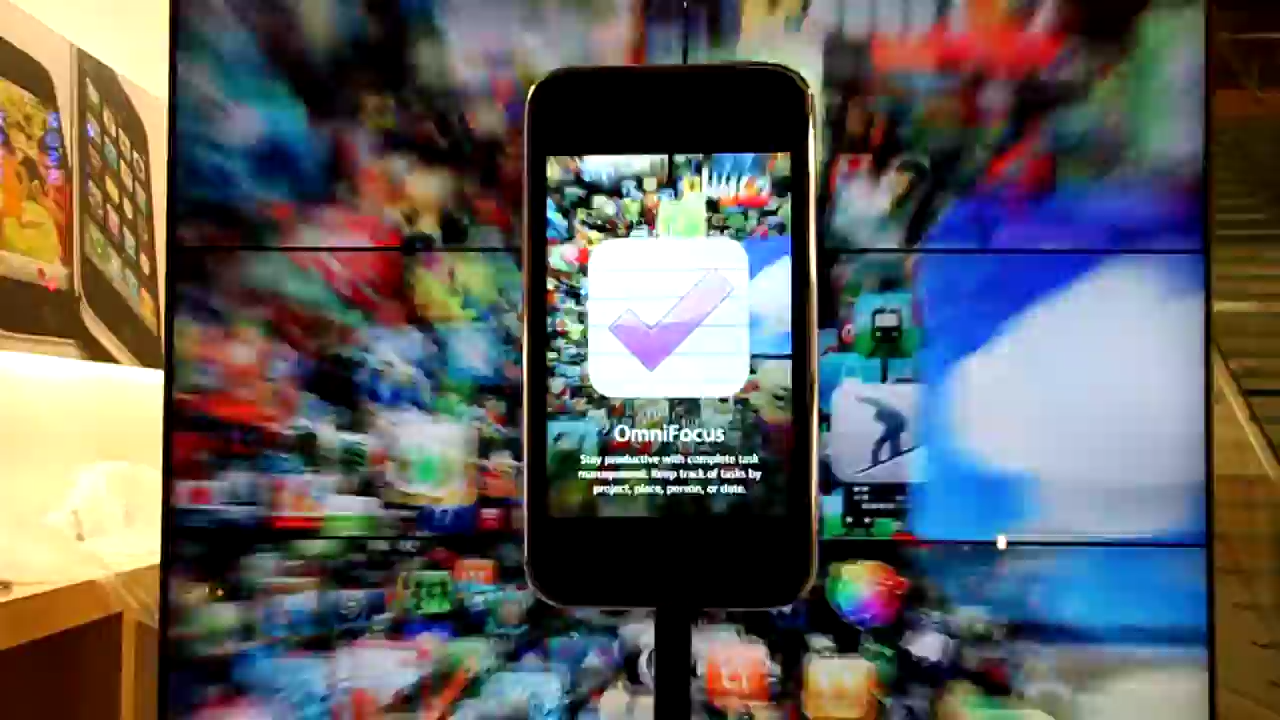 OmniFocus
Stay productive with complete task
management. Keep track of tasks by
project, place, person, or date.